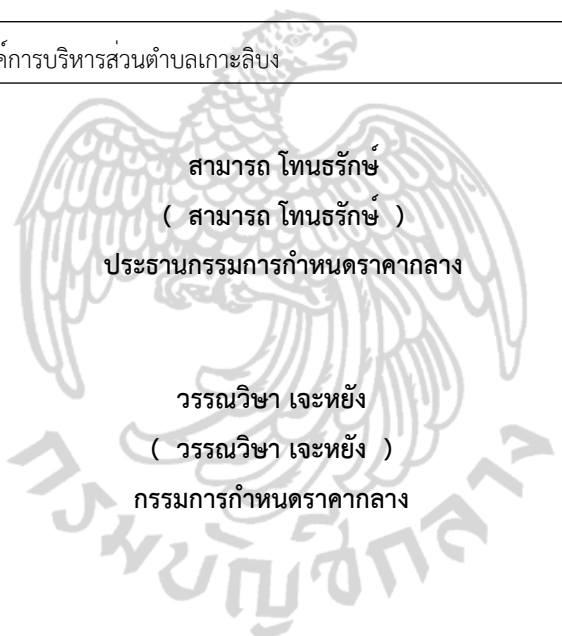 การบริหารส่วนตำบลเกาะลิบง
สามารถ โทนธรักษ์
( สามารถ โทนธรักษ์ )
ประธานกรรมการกำหนดราคากลาง
วรรณวิษา เจะหยัง
( วรรณวิษา เจะหยัง )
กรรมการกำหนดราคากลาง
กรมบัญชีกลาง